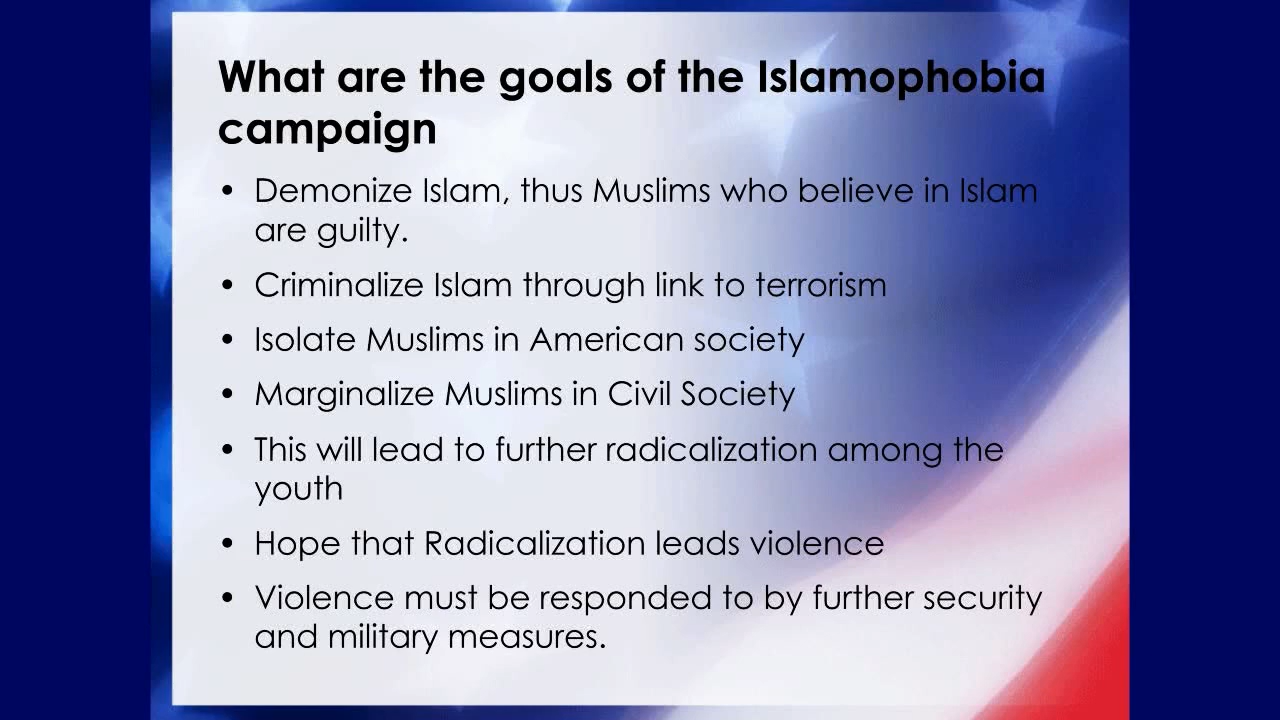 What are the goals of the Islamophobia
campaign
• Demonize Islam, thus Muslims who believe in Islam
are guilty.
• Criminalize Islam through link to terrorism
• Isolate Muslims in American society
• Marginalize Muslims in Civil Society
• This will lead to further radicalization among the
youth
• Hope that Radicalization leads violence
• Violence must be responded to by further security
and military measures.